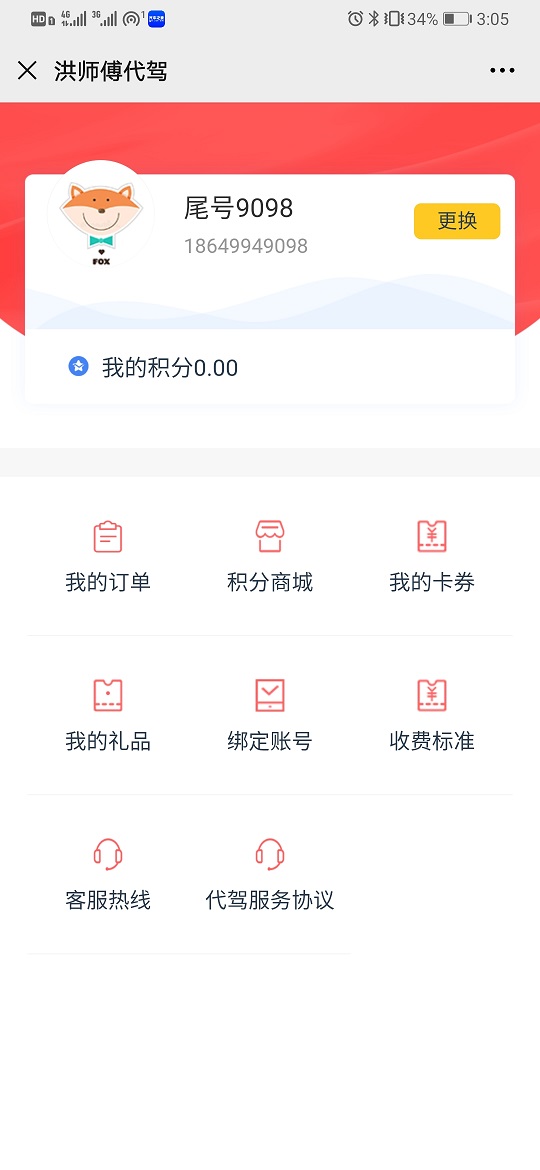 HD 4G 3G 1 34% 3:05
洪师傅代驾
尾号9098
18649949098
更换
FOX
我的积分0.00
我的订单
积分商城
我的卡券
我的礼品
绑定账号
收费标准
客服热线
代驾服务协议